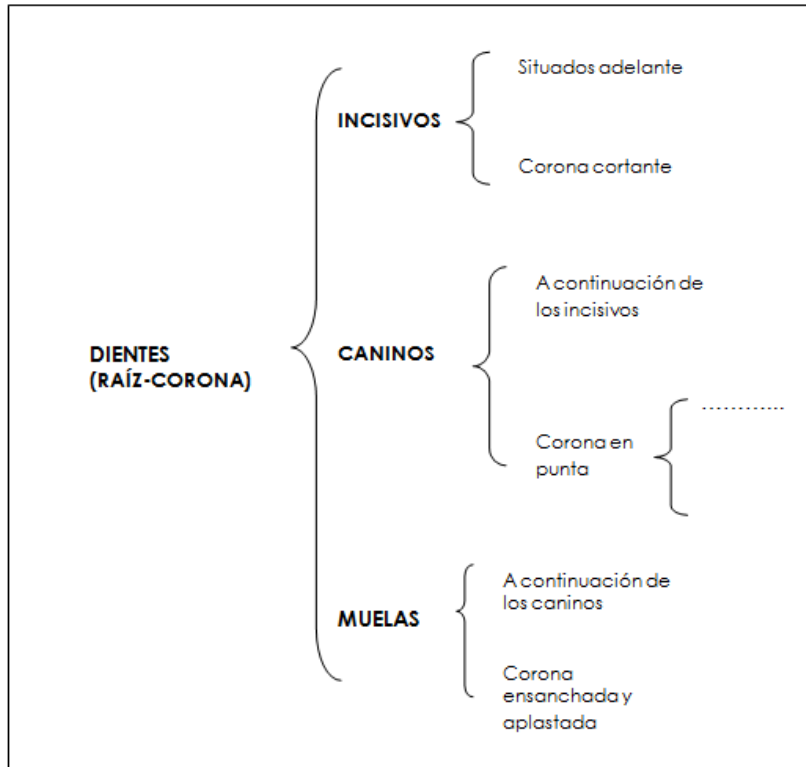 Situados adelante
INCISIVOS
Corona cortante
A continuación de
los incisivos
DIENTES
(RAÍZ-CORONA)
CANINOS
...........
Corona en
punta
A continuación de
los caninos
MUELAS
Corona
ensanchada y
aplastada